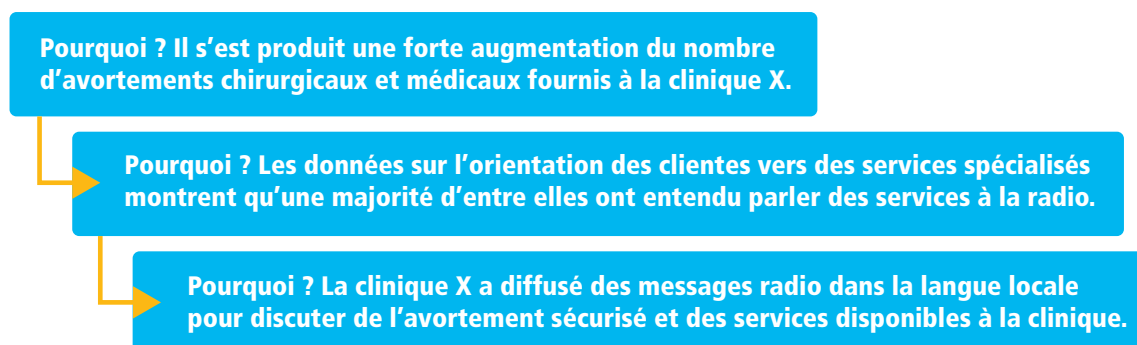 Pourquoi ? Il s’est produit une forte augmentation du nombre
d’avortements chirurgicaux et médicaux fournis à la clinique X.
Pourquoi ? Les données sur l’orientation des clientes vers des services spécialisés
montrent qu’une majorité d’entre elles ont entendu parler des services à la radio.
Pourquoi ? La clinique X a diffusé des messages radio dans la langue locale
pour discuter de l’avortement sécurisé et des services disponibles à la clinique.